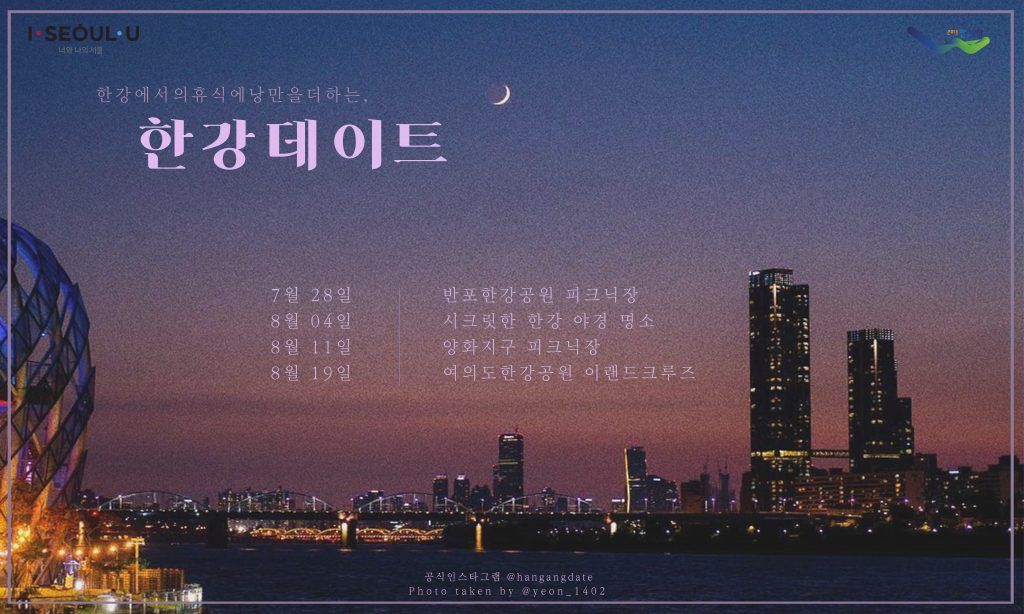 I·SEOUL·U
너와 나의 서울
한강에서의휴식에낭만을더하는,
한강데이트
7월 28일 반포한강공원 피크닉장
8월 04일 시크릿한 한강 야경 명소
8월 11일 양화지구 피크닉장
8월 19일 여의도한강공원 이랜드크루즈
공식인스타그램 @hangangdate
Photo taken by @yeon_1402